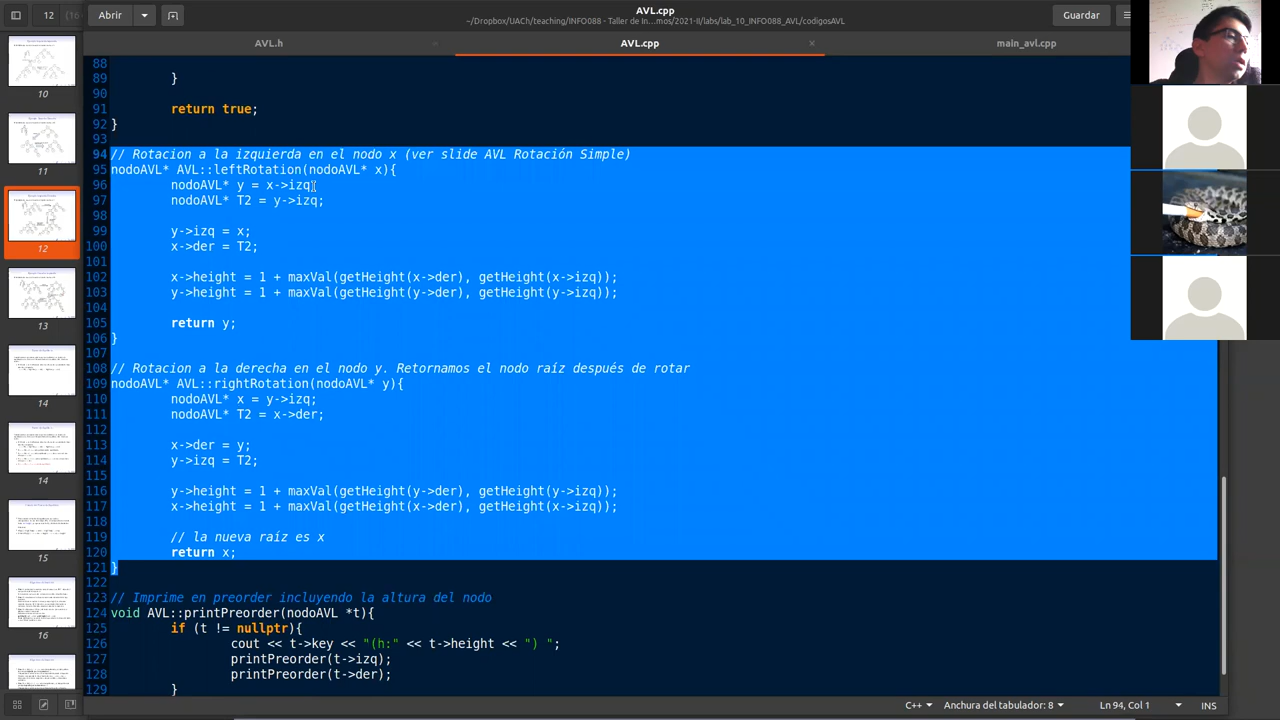 12
Abrir
AVL.cpp
~/Dropbox/UACh/teaching/INFO088 - Taller de In…mos/2021-II/labs/lab_10_INFO088_AVL/codigosAVL
Guardar
AVL.h
AVL.cpp
main_avl.cpp
88
89 }
90
91 return true;
92 }
93
94 // Rotacion a la izquierda en el nodo x (ver slide AVL Rotación Simple)
95 nodoAVL* AVL::leftRotation(nodoAVL* x){
96 nodoAVL* y = x->izq
97 nodoAVL* T2 = y->izq;
98
99 y->izq = x;
100 x->der = T2;
101
102 x->height = 1 + maxVal(getHeight(x->der), getHeight(x->izq));
103 y->height = 1 + maxVal(getHeight(y->der), getHeight(y->izq));
104
105 return y;
106 }
107
108 // Rotacion a la derecha en el nodo y. Retornamos el nodo raíz después de rotar
109 nodoAVL* AVL::rightRotation(nodoAVL* y){
110 nodoAVL* x = y->izq;
111 nodoAVL* T2 = x->der;
112
113 x->der = y;
114 y->izq = T2;
115
116 y->height = 1 + maxVal(getHeight(y->der), getHeight(y->izq));
117 x->height = 1 + maxVal(getHeight(x->der), getHeight(x->izq));
118
119 // la nueva raíz es x
120 return x;
121 }
122
123 // Imprime en preorder incluyendo la altura del nodo
124 void AVL::printPreorder(nodoAVL *t){
125 if (t != nullptr){
126 cout << t->key << "(h:" << t->height << ") ";
127 printPreorder(t->izq);
128 printPreorder(t->der);
129 }
10
11
12
13
14
14
15
16
C++
Anchura del tabulador: 8
Ln 94, Col 1
INS